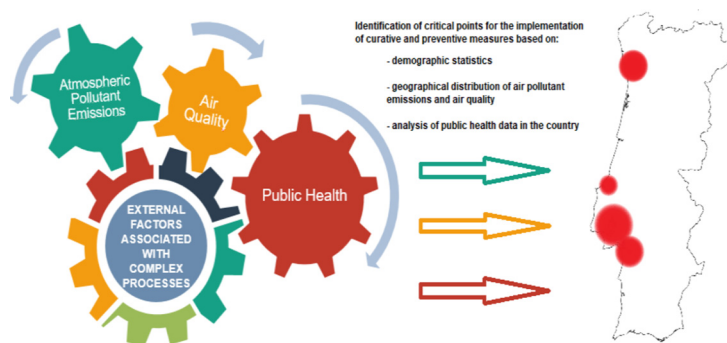 Atmospheric
Pollutant
Emissions
Air
Quality
Public Health
EXTERNAL
FACTORS
ASSOCIATED
WITH
COMPLEX
PROCESSES
Identification of critical points for the implementation
of curative and preventive measures based on:
- demographic statistics
- geographical distribution of air pollutant
emissions and air quality
- analysis of public health data in the country